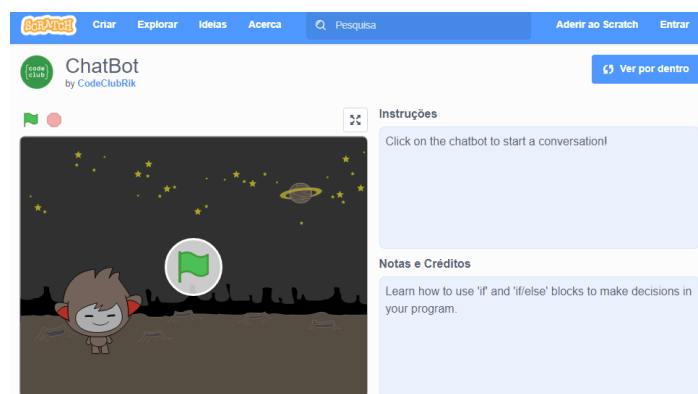 SCRATCH Criar Explorar Ideias Acerca Pesquisa Aderir ao Scratch Entrar
code
club
ChatBot
by CodeClubRik
Ver por dentro
Instruções
Click on the chatbot to start a conversation!
Notas e Créditos
Learn how to use 'if' and 'if/else' blocks to make decisions in
your program.